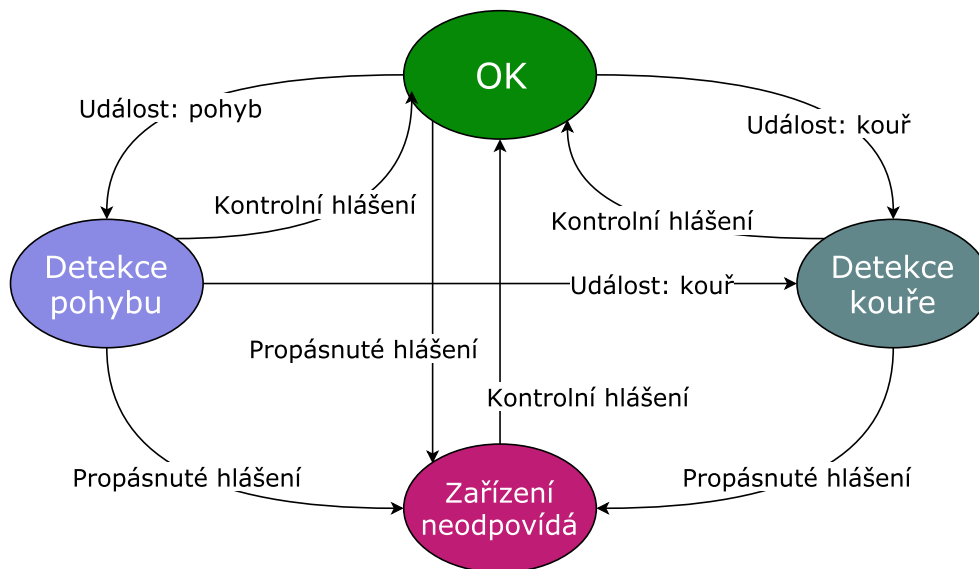 OK
Událost: pohyb
Událost: kouř
Kontrolní hlášení
Kontrolní hlášení
Detekce
pohybu
Událost: kouř
Detekce
kouře
Propásnuté hlášení
Kontrolní hlášení
Propásnuté hlášení
Propásnuté hlášení
Zařízení
neodpovídá